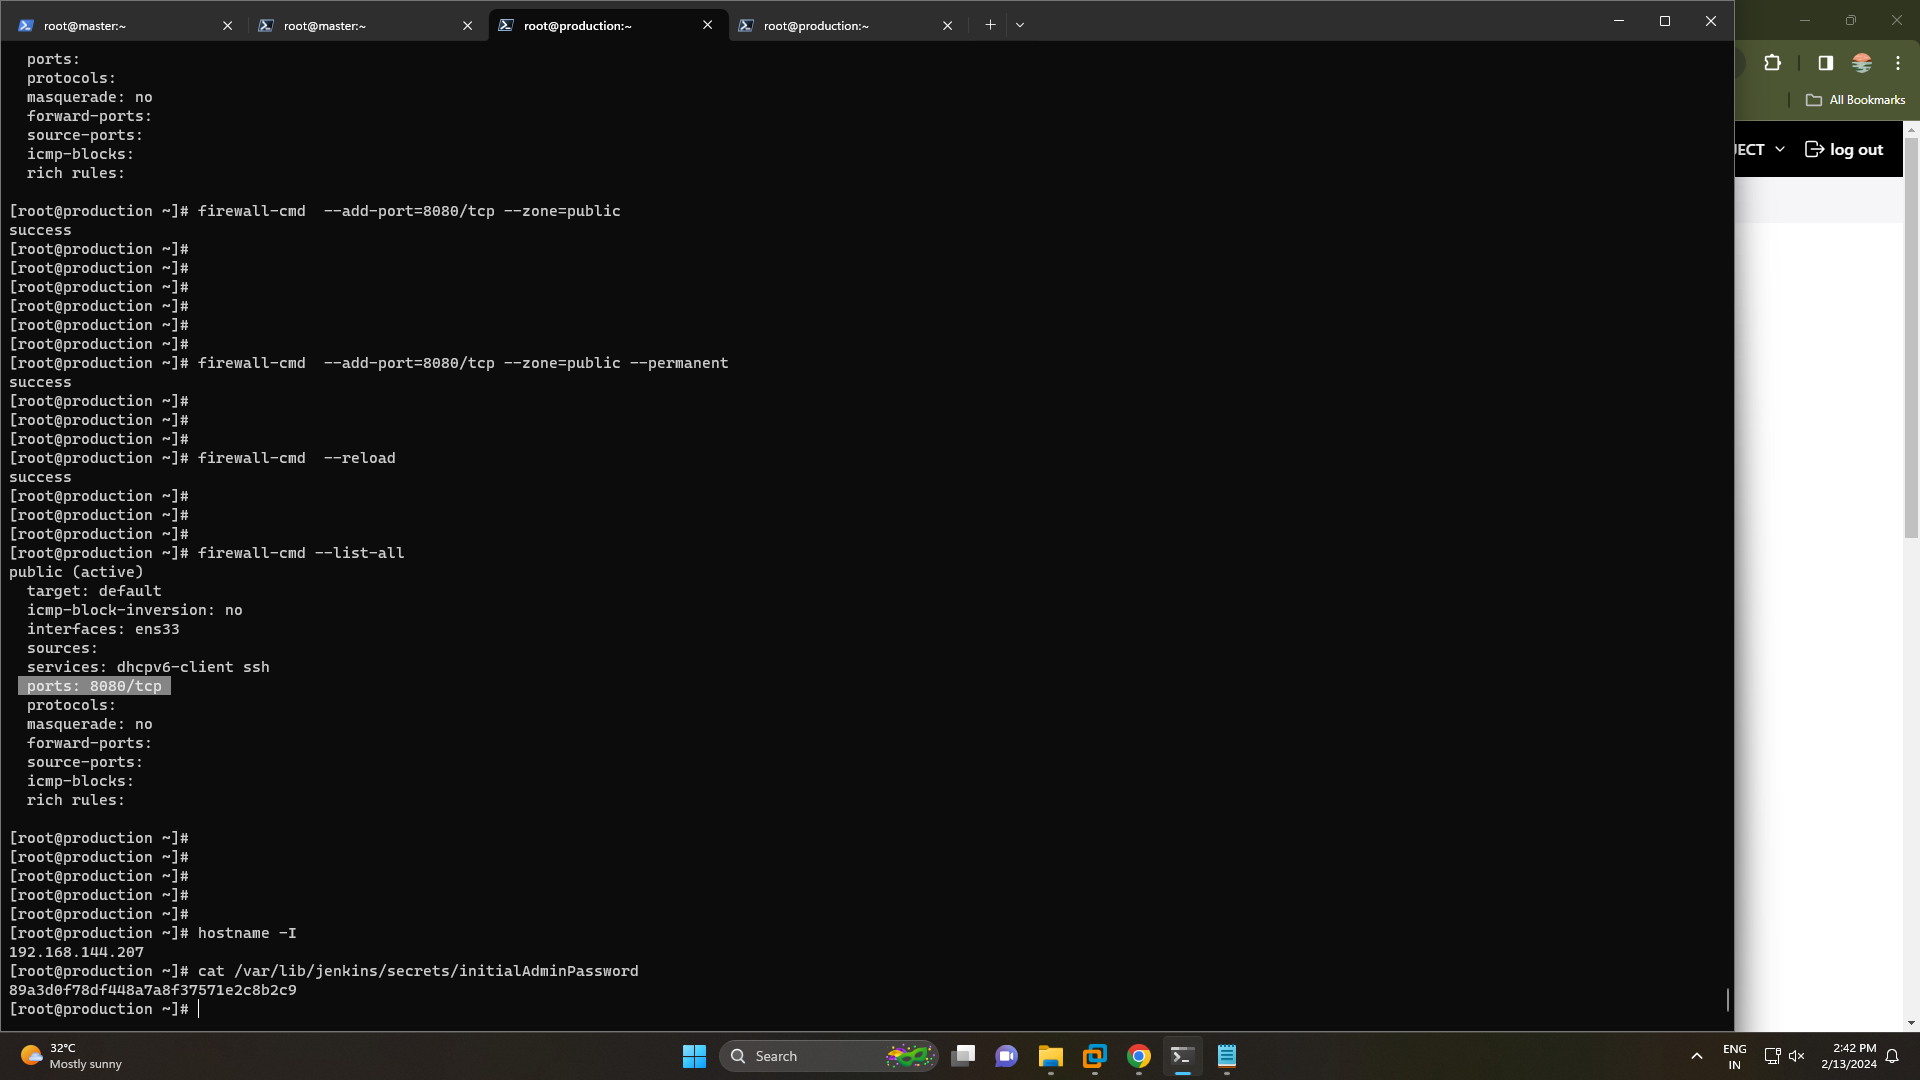 root@master:~
root@master:~
root@production:~
root@production:~
ports:
protocols:
masquerade: no
forward-ports:
source-ports:
icmp-blocks:
rich rules:
[root@production ~]# firewall-cmd  --add-port=8080/tcp --zone=public
success
[root@production ~]#
[root@production ~]#
[root@production ~]#
[root@production ~]#
[root@production ~]#
[root@production ~]#
[root@production ~]# firewall-cmd  --add-port=8080/tcp --zone=public --permanent
success
[root@production ~]#
[root@production ~]#
[root@production ~]#
[root@production ~]# firewall-cmd  --reload
success
[root@production ~]#
[root@production ~]#
[root@production ~]#
[root@production ~]# firewall-cmd --list-all
public (active)
target: default
icmp-block-inversion: no
interfaces: ens33
sources:
services: dhcpv6-client ssh
ports: 8080/tcp
protocols:
masquerade: no
forward-ports:
source-ports:
icmp-blocks:
rich rules:
[root@production ~]#
[root@production ~]#
[root@production ~]#
[root@production ~]#
[root@production ~]#
[root@production ~]# hostname -I
192.168.144.207
[root@production ~]# cat /var/lib/jenkins/secrets/initialAdminPassword
89a3d0f78df448a7a8f37571e2c8b2c9
[root@production ~]#
All Bookmarks
JECT
log out
32°C
Mostly sunny
Search
ENG
IN
2:42 PM
2/13/2024